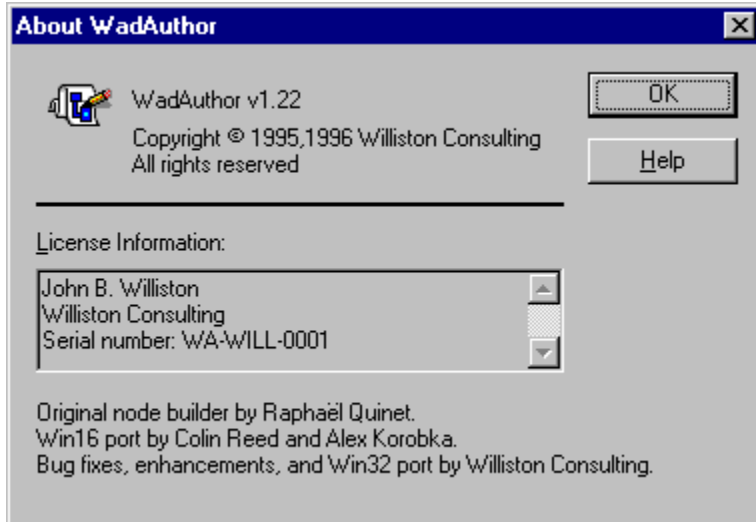 About WadAuthor
WadAuthor v1.22
Copyright © 1995,1996 Williston Consulting
All rights reserved
OK
Help
License Information:
John B. Williston
Williston Consulting
Serial number: WA-WILL-0001
Original node builder by Raphaël Quinet.
Win16 port by Colin Reed and Alex Korobka.
Bug fixes, enhancements, and Win32 port by Williston Consulting.